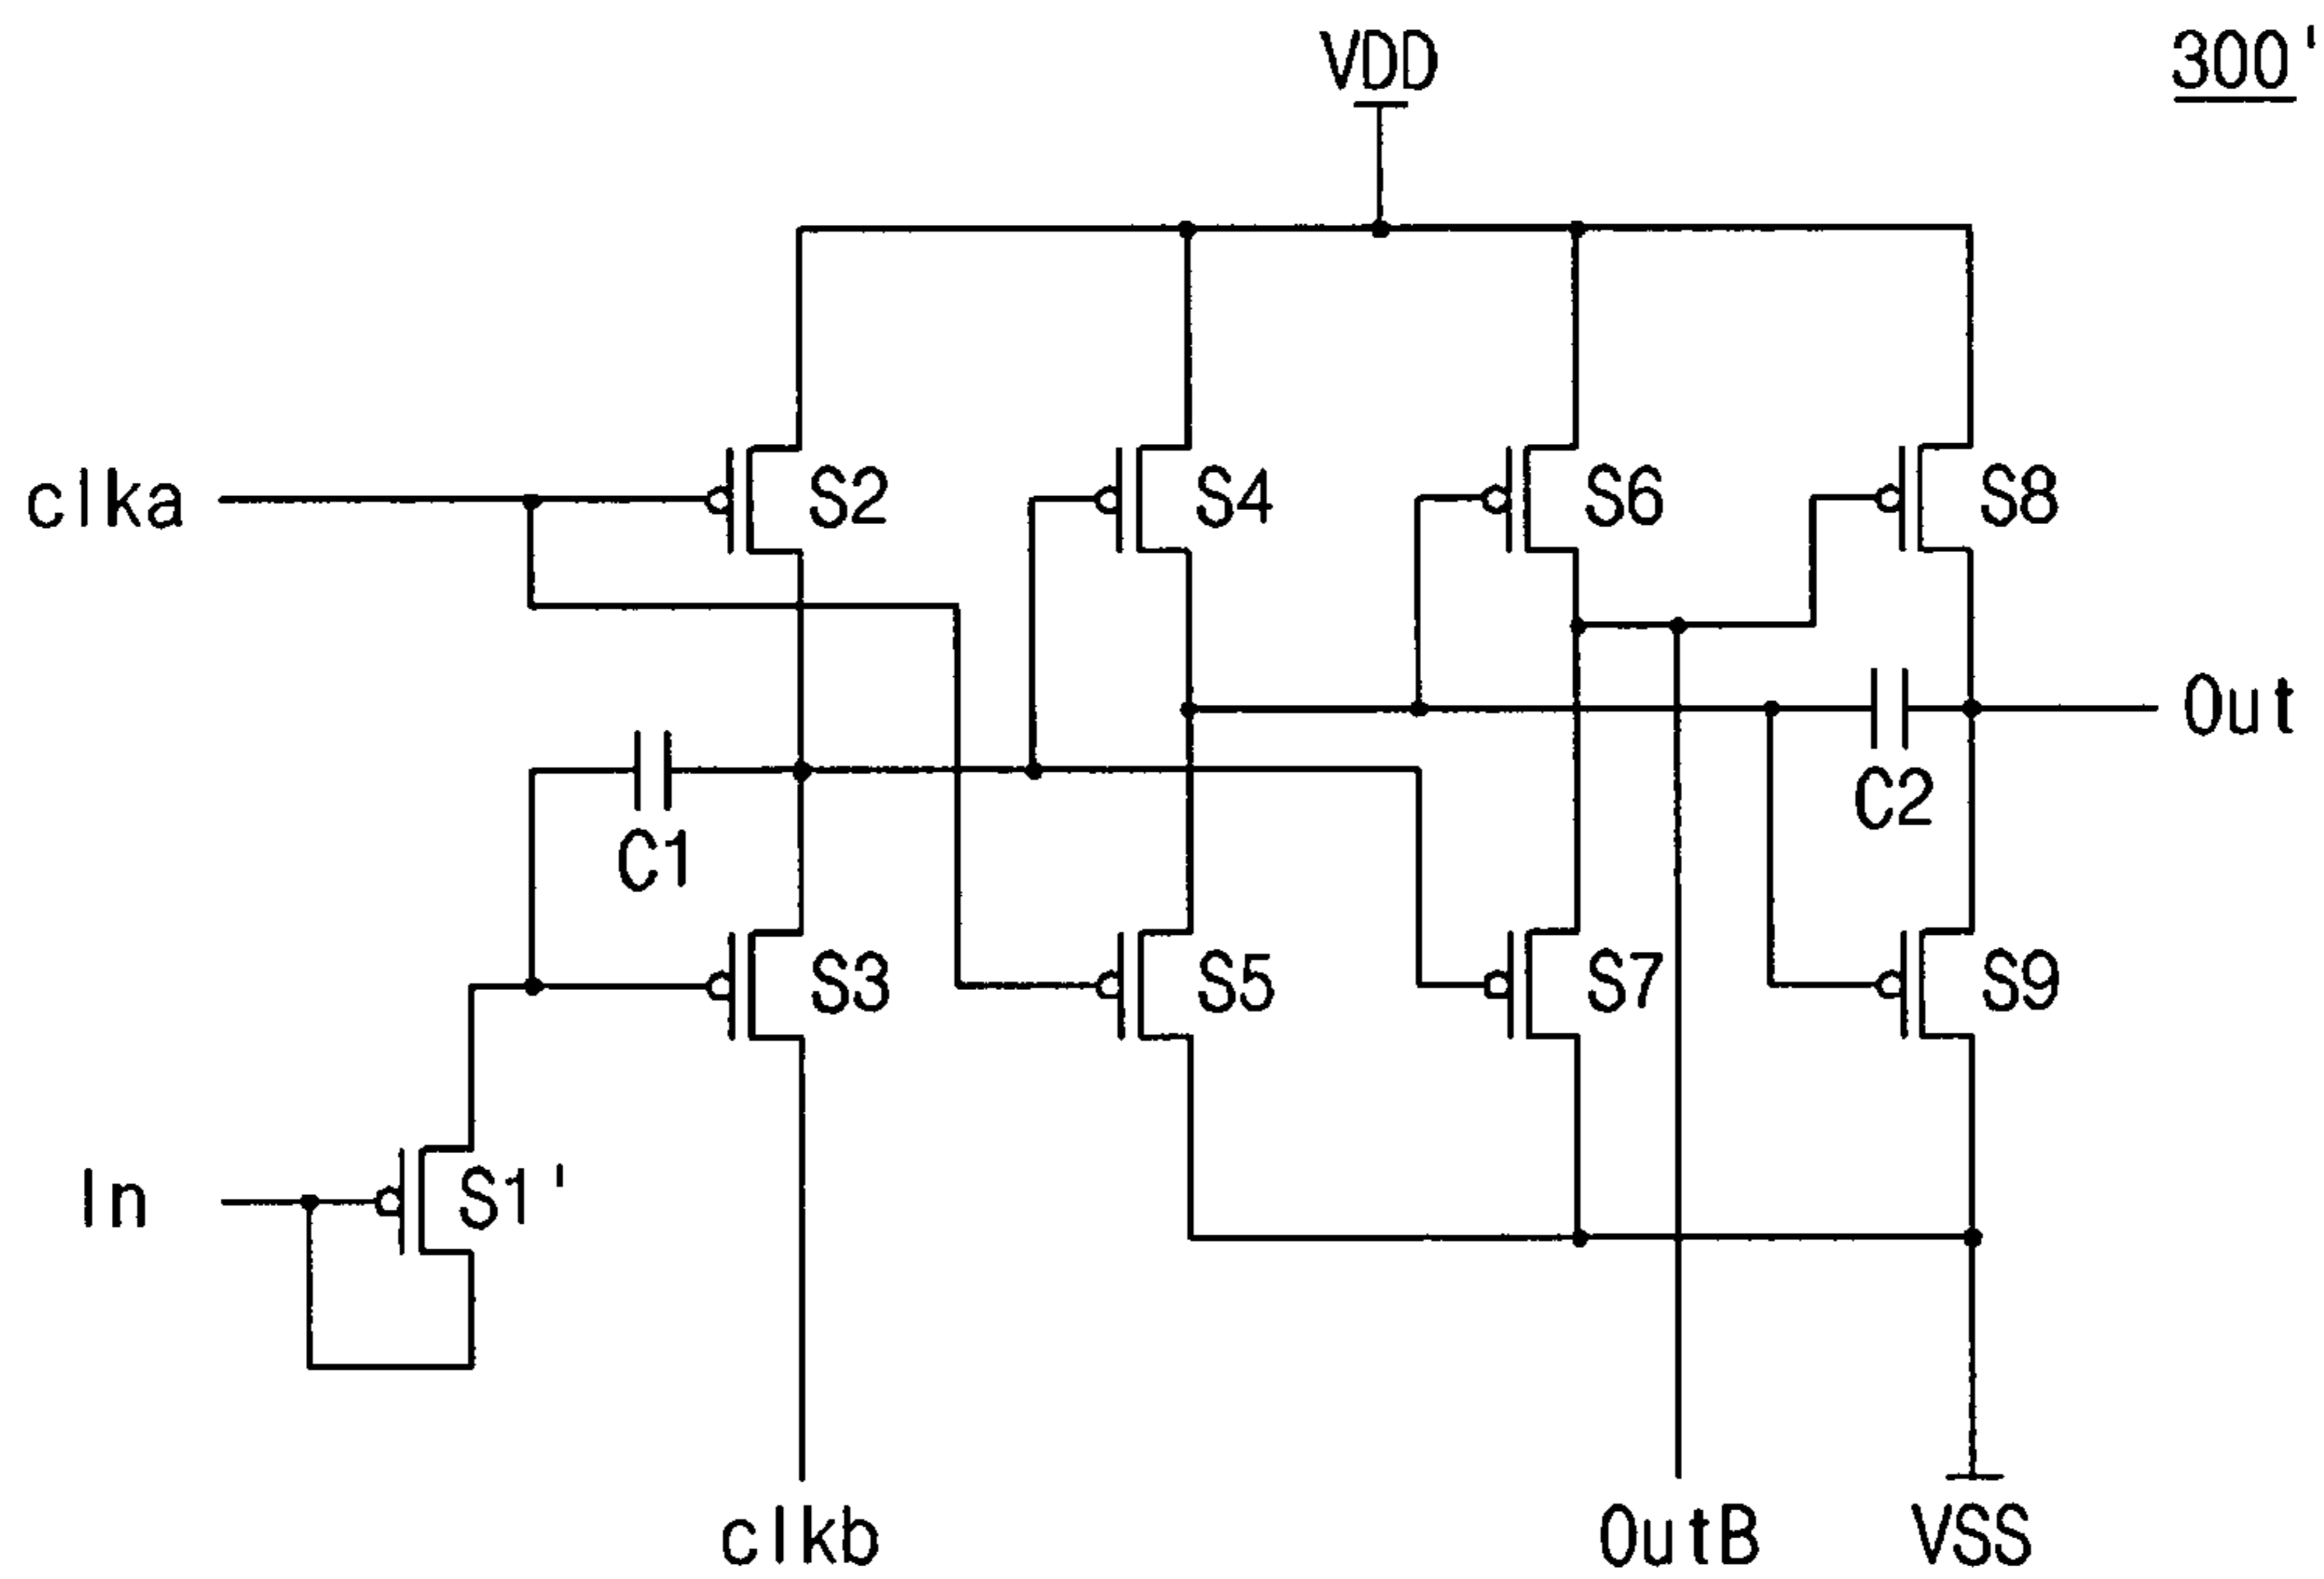 VDD
300'
clka
S2
S4
S6
S8
Out
C1
C2
S3
S5
S7
S9
In
S1'
clkb
OutB
VSS